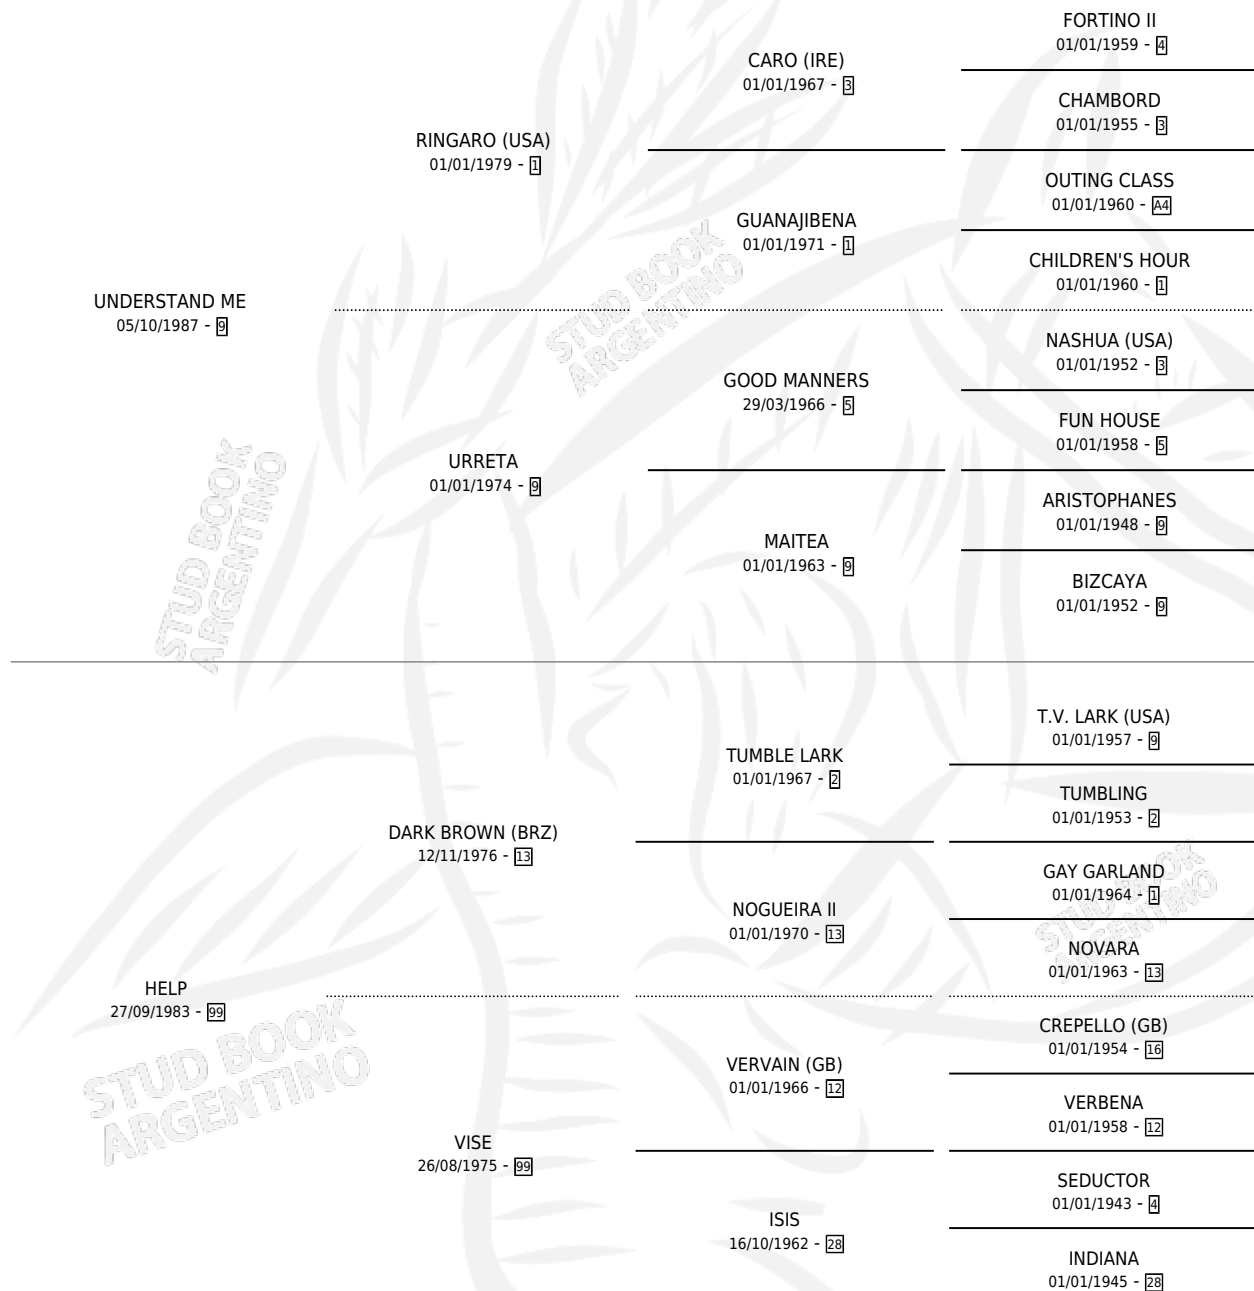 FORTINO II
01/01/1959 - 4
CARO (IRE)
01/01/1967 - 3
CHAMBORD
01/01/1955 - 3
RINGARO (USA)
01/01/1979 - 1
OUTING CLASS
01/01/1960 - A4
GUANAJIBENA
01/01/1971 - 1
CHILDREN'S HOUR
01/01/1960 - 1
UNDERSTAND ME
05/10/1987 - 9
NASHUA (USA)
01/01/1952 - 3
GOOD MANNERS
29/03/1966 - 5
FUN HOUSE
01/01/1958 - 5
URRETA
01/01/1974 - 9
ARISTOPHANES
01/01/1948 - 9
MAITEA
01/01/1963 - 9
BIZCAYA
01/01/1952 - 9
STUD BOOK
ARGENTINO
STUD BOOK
ARGENTINO
T.V. LARK (USA)
01/01/1957 - 9
TUMBLE LARK
01/01/1967 - 2
TUMBLING
01/01/1953 - 2
DARK BROWN (BRZ)
12/11/1976 - 13
GAY GARLAND
01/01/1964 - 1
NOGUEIRA II
01/01/1970 - 13
NOVARA
01/01/1963 - 13
HELP
27/09/1983 - 99
CREPELLO (GB)
01/01/1954 - 16
VERVAIN (GB)
01/01/1966 - 12
VERBENA
01/01/1958 - 12
VISE
26/08/1975 - 99
SEDUCTOR
01/01/1943 - 4
ISIS
16/10/1962 - 28
INDIANA
01/01/1945 - 28
STUD BOOK
ARGENTINO
STUD BOOK
ARGENTINO